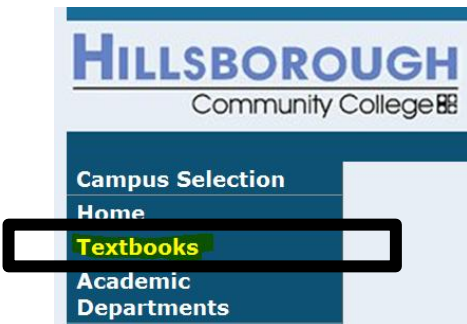 HILLSBOROUGH
Community College
Campus Selection
Home
Textbooks
Academic
Departments